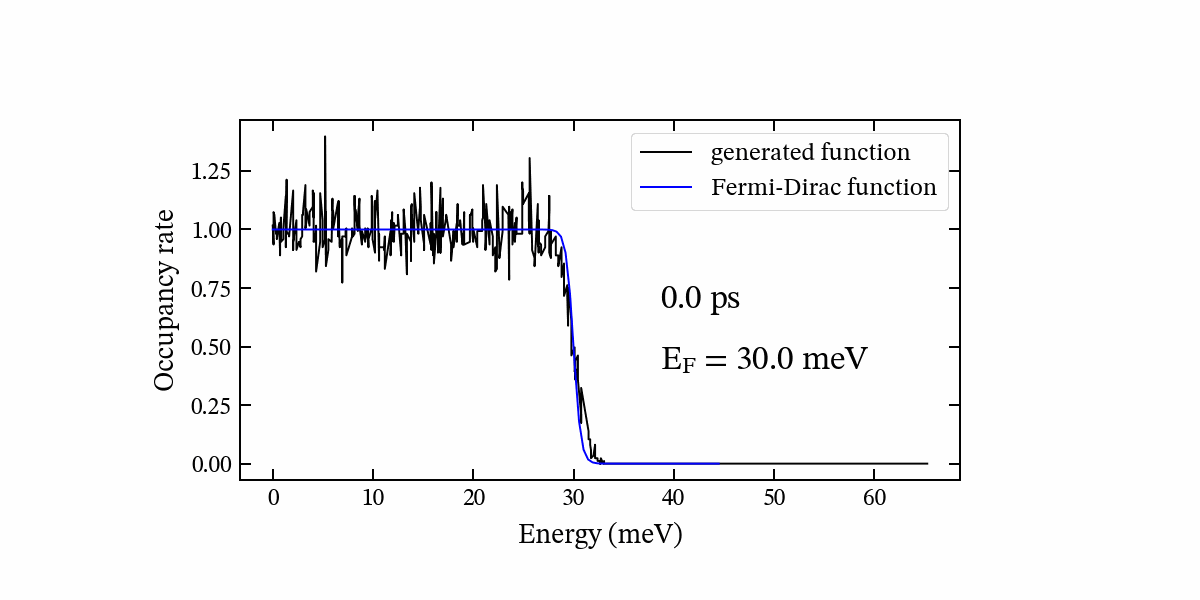 generated function
Fermi-Dirac function
1.25
1.00
0.75
0.50
0.25
0.00
Occupancy rate
0.0 ps
E_F = 30.0 meV
0 10 20 30 40 50 60
Energy (meV)